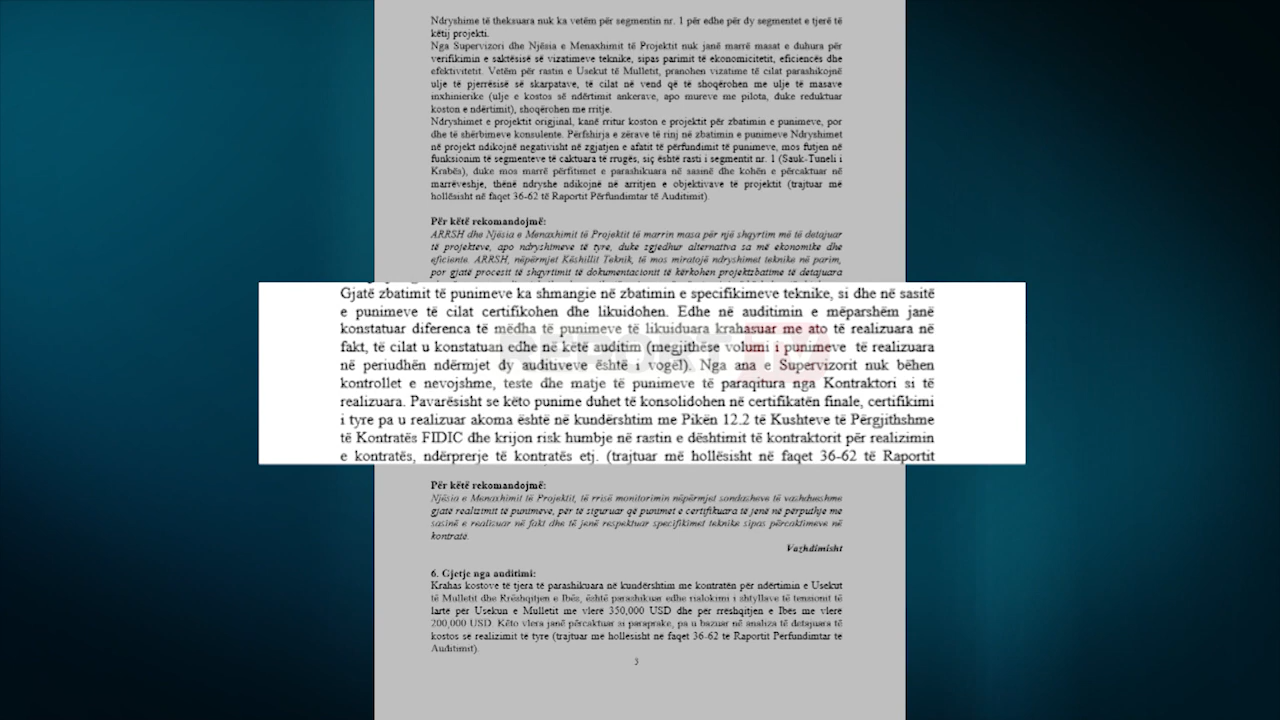 Ndryshime të theksuara nuk ka vetëm për segmentin nr. 1 për edhe për dy segmentet e tjerë të
këtij projekti.
Nga Supervizori dhe Njësia e Menaxhimit të Projektit nuk janë marrë masat e duhura për
verifikimin e saktësisë së vizatimeve teknike, sipas parimit të ekonomicitetit, eficiencës dhe
efektivitetit. Vetëm për rastin e Usekut të Mulletit, pranohen vizatime të cilat parashikojnë
ulje të pjerrësisë së skarpatave, të cilat në vend që të shoqërohen me ulje të masave
inxhinierike (ulje e kostos së ndërtimit ankerave, apo mureve me pilota, duke reduktuar
koston e ndërtimit), shoqërohen me rritje.
Ndryshimet e projektit origjinal, kanë rritur koston e projektit për zbatimin e punimeve, por
dhe të shërbimeve konsulente. Përfshirja e zërave të rinj në zbatimin e punimeve Ndryshimet
në projekt ndikojnë negativisht në zgjatjen e afatit të përfundimit të punimeve, mos futjen në
funksionim të segmenteve të caktuara të rrugës, siç është rasti i segmentit nr. 1 (Sauk-Tuneli i
Krabës), duke mos marrë përfitimet e parashikuara në sasinë dhe kohën e përcaktuar në
marrëveshje, thënë ndryshe ndikojnë në arritjen e objektivave të projektit (trajtuar më
hollësisht në faqet 36-62 të Raportit Përfundimtar të Auditimit).
Për këtë rekomandojmë:
ARRSH dhe Njësia e Menaxhimit të Projektit të marrin masa për një shqyrtim më të detajuar
të projekteve, apo ndryshimeve të tyre, duke zgjedhur alternativa sa më ekonomike dhe
eficiente. ARRSH, nëpërmjet Këshillit Teknik, të mos miratojë ndryshimet teknike në parim,
por gjatë procesit të shqyrtimit të dokumentacionit të kërkohen projektzbatime të detajuara
Gjatë zbatimit të punimeve ka shmangie në zbatimin e specifikimeve teknike, si dhe në sasitë
e punimeve të cilat certifikohen dhe likuidohen. Edhe në auditimin e mëparshëm janë
konstatuar diferenca të mëdha të punimeve të likuiduara krahasuar me ato të realizuara në
fakt, të cilat u konstatuan edhe në këtë auditim (megjithëse volumi i punimeve të realizuara
në periudhën ndërmjet dy auditiveve është i vogël). Nga ana e Supervizorit nuk bëhen
kontrollet e nevojshme, teste dhe matje të punimeve të paraqitura nga Kontraktori si të
realizuara. Pavarësisht se këto punime duhet të konsolidohen në certifikatën finale, certifikimi
i tyre pa u realizuar akoma është në kundërshtim me Pikën 12.2 të Kushteve të Përgjithshme
të Kontratës FIDIC dhe krijon risk humbje në rastin e dështimit të kontraktorit për realizimin
e kontratës, ndërprerje të kontratës etj. (trajtuar më hollësisht në faqet 36-62 të Raportit
Për këtë rekomandojmë:
Njësia e Menaxhimit të Projektit, të rrisë monitorimin nëpërmjet sondazheve të vazhdueshme
gjatë realizimit të punimeve, për të siguruar që punimet e certifikuara të jenë në përputhje me
sasinë e realizuar në fakt dhe të jenë respektuar specifikimet teknike sipas përcaktimeve në
kontratë.
Vazhdimisht
6. Gjetje nga auditimi:
Krahas kostove të tjera të parashikuara në kundërshtim me kontratën për ndërtimin e Usekut
të Mulletit dhe Rrëshqitjen e Ibës, është parashikuar edhe rialokimi i shtyllave të tensionit të
lartë për Usekun e Mulletit me vlerë 350,000 USD dhe për rrëshqitjen e Ibës me vlerë
200,000 USD. Këto vlera janë përcaktuar si paraprake, pa u bazuar në analiza të detajuara të
kostos së realizimit të tyre (trajtuar më hollësisht në faqet 36-62 të Raportit Përfundimtar të
Auditimit).